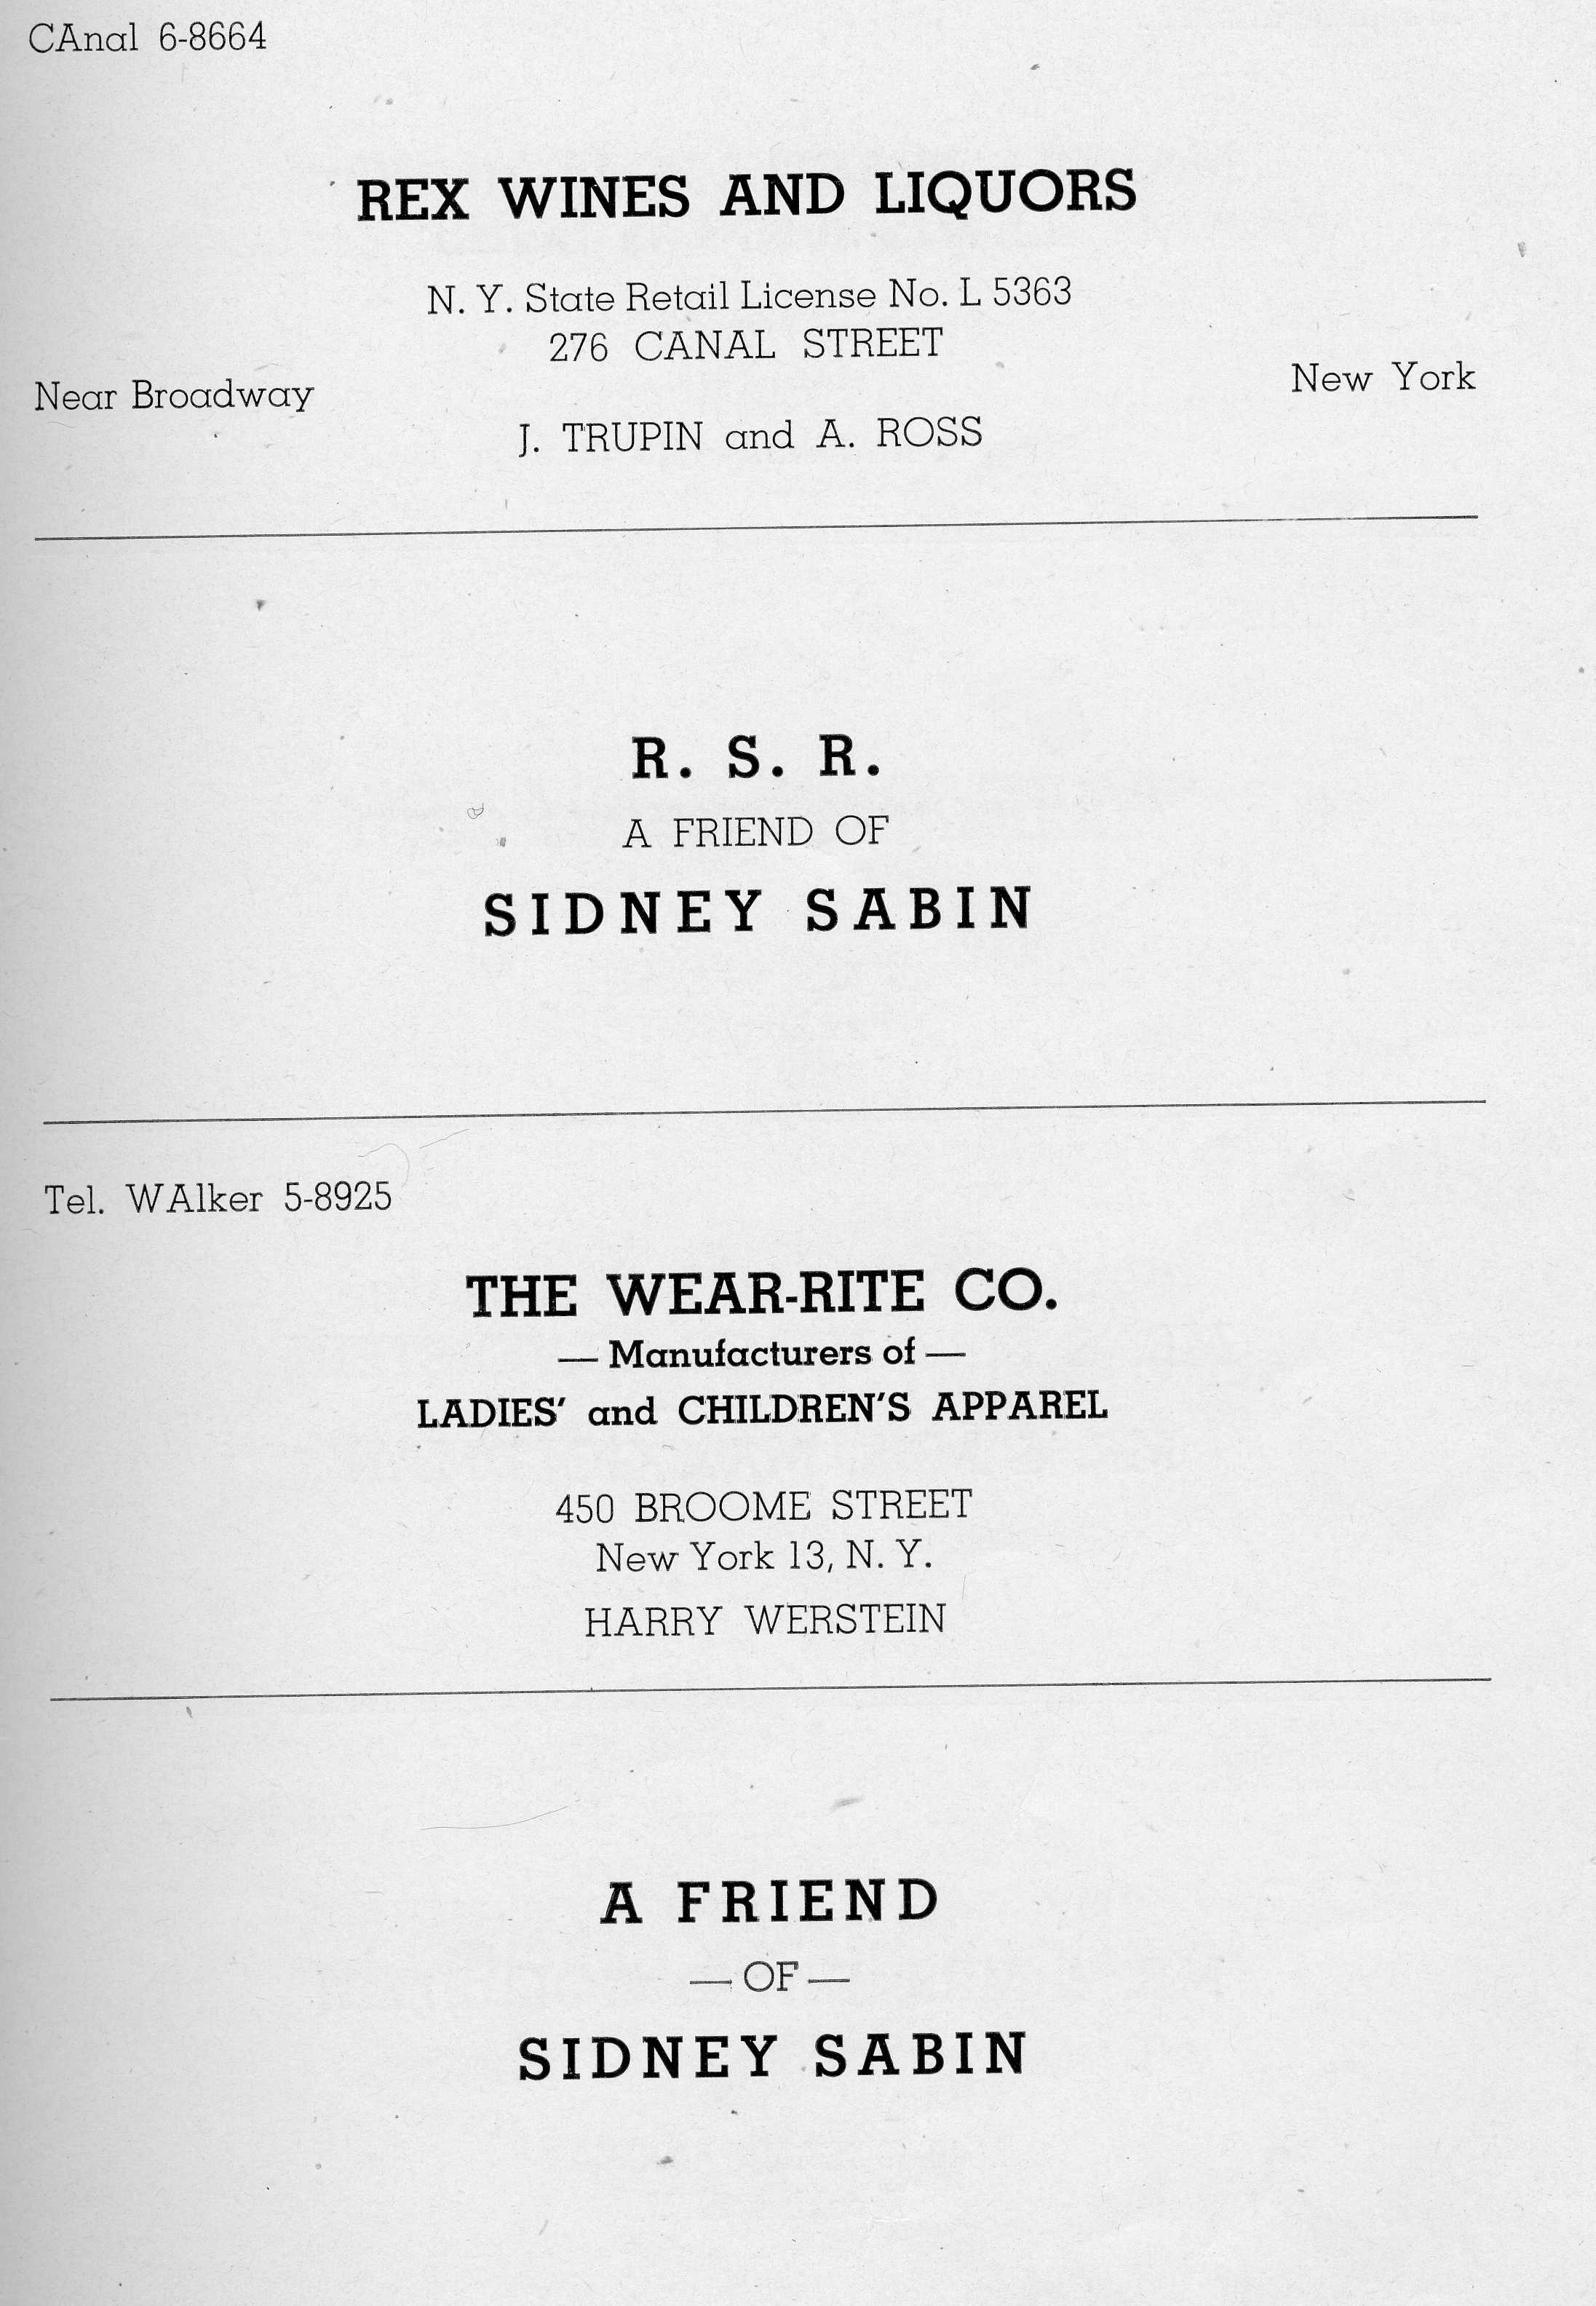 CAnal 6-8664
REX WINES AND LIQUORS
N. Y. State Retail License No. L 5363
276 CANAL STREET
Near Broadway New York
J. TRUPIN and A. ROSS
R. S. R.
A FRIEND OF
SIDNEY SABIN
Tel. WAlker 5-8925
THE WEAR-RITE CO.
— Manufacturers of —
LADIES' and CHILDREN'S APPAREL
450 BROOME STREET
New York 13, N. Y.
HARRY WERSTEIN
A FRIEND
— OF —
SIDNEY SABIN